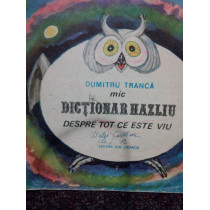 DUMITRU TRANCĂ
mic
DICȚIONAR HAZLIU
DESPRE TOT CE ESTE VIU